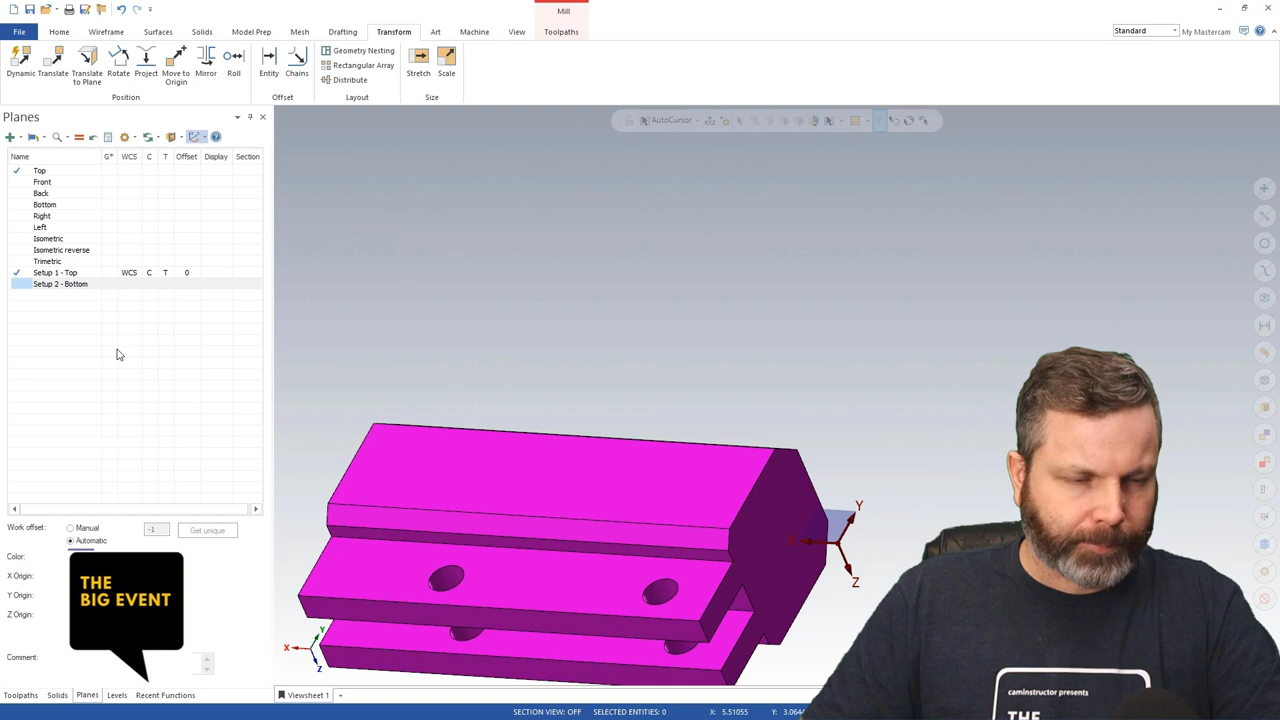 Mill
File Home Wireframe Surfaces Solids Model Prep Mesh Drafting Transform Art Machine View Toolpaths
Standard My Mastercam
Dynamic Translate Translate to Plane Rotate Project Move to Origin Mirror Roll
Position
Entity Chains
Offset
Geometry Nesting
Rectangular Array
Distribute
Layout
Stretch Scale
Size
Planes
AutoCursor
Name G* WCS C T Offset Display Section
Top
Front
Back
Bottom
Right
Left
Isometric
Isometric reverse
Trimetric
Setup 1 - Top WCS C T 0
Setup 2 - Bottom
Work offset: Manual -1 Get unique
Automatic
Color:
X Origin:
Y Origin:
Z Origin:
Comment:
THE
BIG EVENT
Y
Z
Y
X
Z
Toolpaths Solids Planes Levels Recent Functions
Viewsheet 1 +
SECTION VIEW: OFF SELECTED ENTITIES: 0 X: 5.51055 Y: 3.0644
camInstructor presents
THE